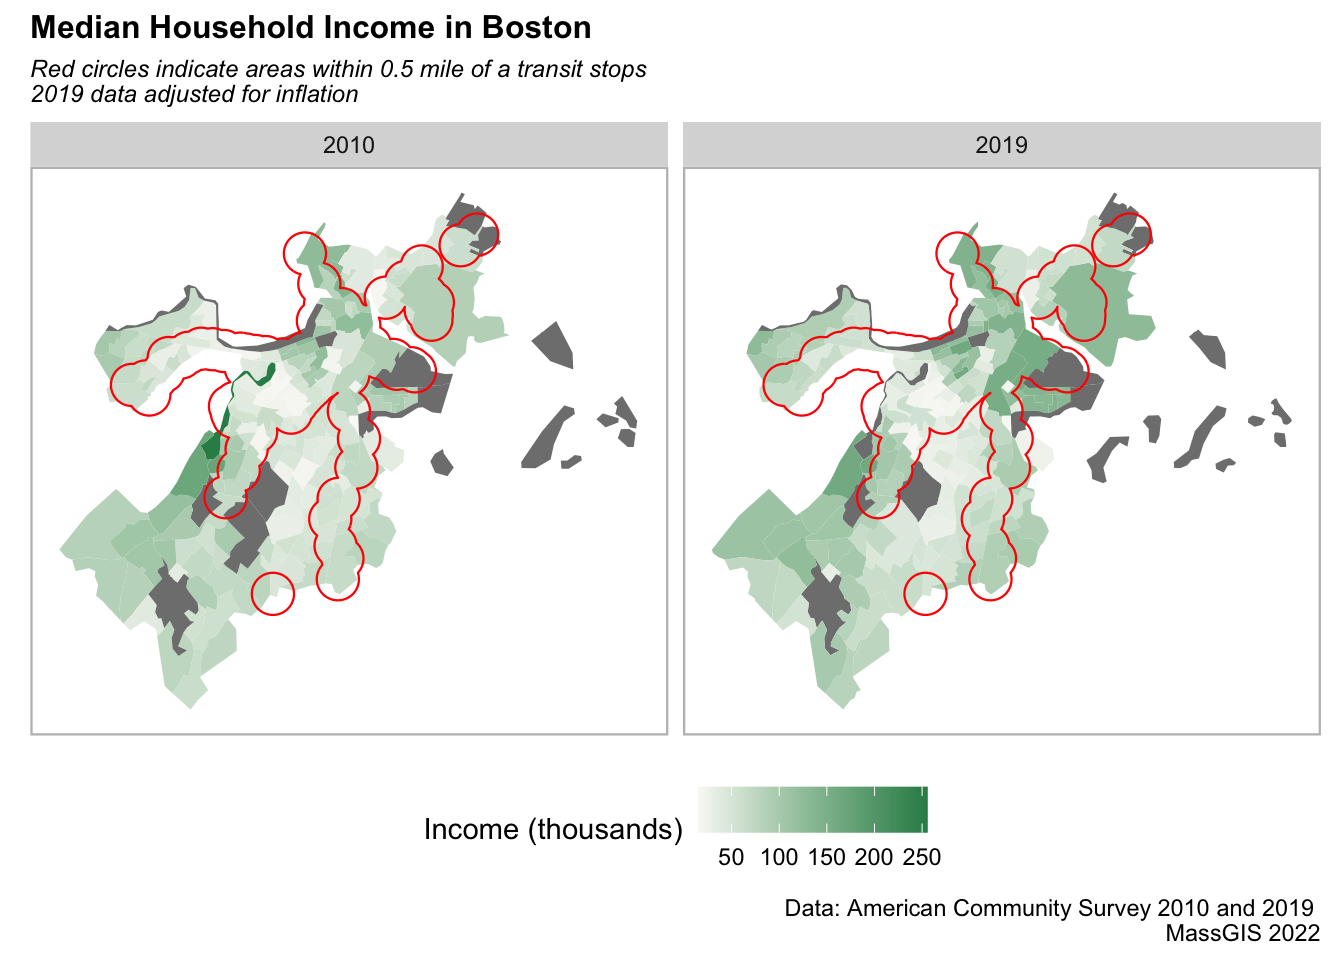 Median Household Income in Boston
Red circles indicate areas within 0.5 mile of a transit stops
2019 data adjusted for inflation
2010
2019
Income (thousands)
50 100 150 200 250
Data: American Community Survey 2010 and 2019
MassGIS 2022